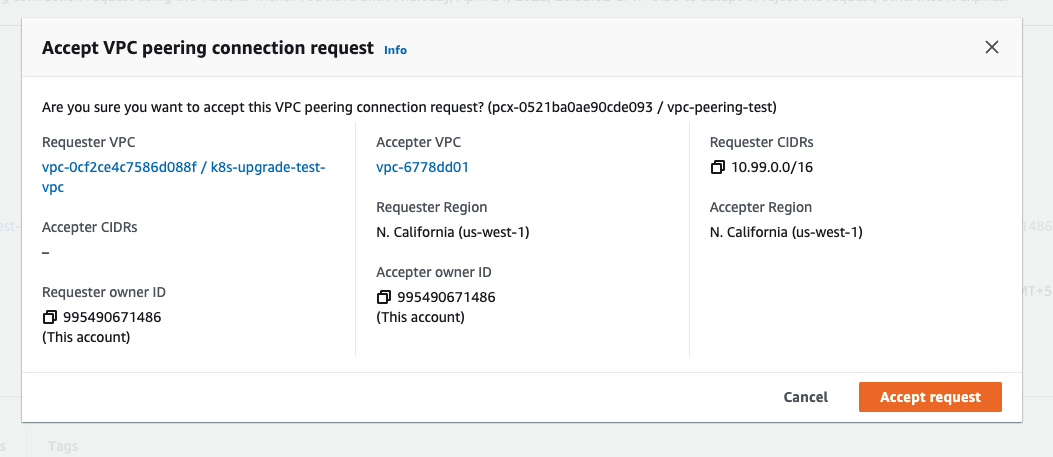 Accept VPC peering connection request Info
Are you sure you want to accept this VPC peering connection request? (pcx-0521ba0ae90cde093 / vpc-peering-test)
Requester VPC
vpc-0cf2ce4c7586d088f / k8s-upgrade-test-
vpc
Accepter CIDRs
–
Requester owner ID
995490671486
(This account)
Accepter VPC
vpc-6778dd01
Requester Region
N. California (us-west-1)
Accepter owner ID
995490671486
(This account)
Requester CIDRs
10.99.0.0/16
Accepter Region
N. California (us-west-1)
Cancel
Accept request
Tags